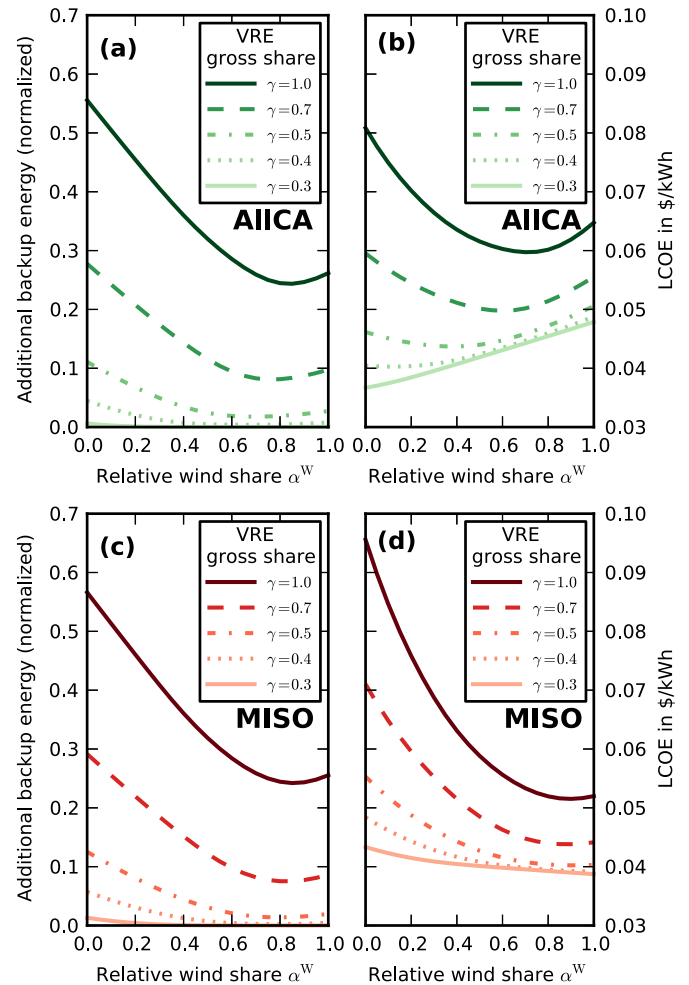 0.7
0.6
0.5
0.4
0.3
0.2
0.1
0.0
Additional backup energy (normalized)
(a)
VRE
gross share
γ=1.0
γ=0.7
γ=0.5
γ=0.4
γ=0.3
AllCA
0.0 0.2 0.4 0.6 0.8 1.0
Relative wind share α^W
(b)
VRE
gross share
γ=1.0
γ=0.7
γ=0.5
γ=0.4
γ=0.3
AllCA
0.10
0.09
0.08
0.07
0.06
0.05
0.04
0.03
LCOE in $/kWh
0.0 0.2 0.4 0.6 0.8 1.0
Relative wind share α^W
0.7
0.6
0.5
0.4
0.3
0.2
0.1
0.0
Additional backup energy (normalized)
(c)
VRE
gross share
γ=1.0
γ=0.7
γ=0.5
γ=0.4
γ=0.3
MISO
0.0 0.2 0.4 0.6 0.8 1.0
Relative wind share α^W
(d)
VRE
gross share
γ=1.0
γ=0.7
γ=0.5
γ=0.4
γ=0.3
MISO
0.10
0.09
0.08
0.07
0.06
0.05
0.04
0.03
LCOE in $/kWh
0.0 0.2 0.4 0.6 0.8 1.0
Relative wind share α^W